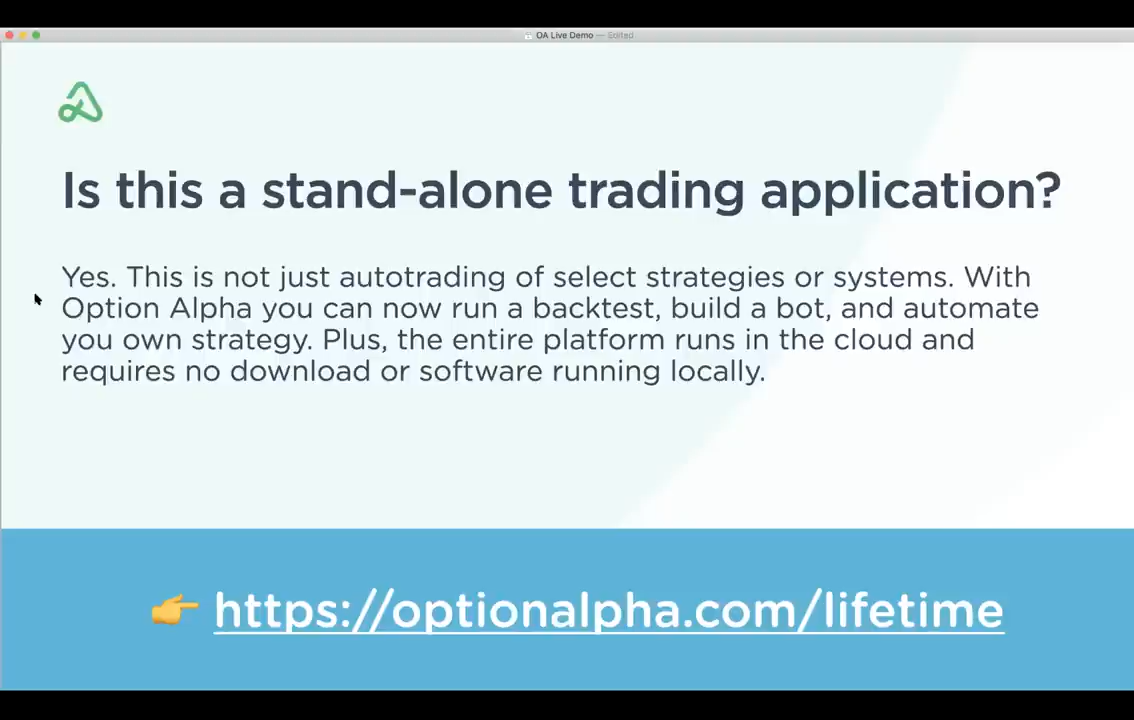 OA Live Demo — Edited
Is this a stand-alone trading application?
Yes. This is not just autotrading of select strategies or systems. With
Option Alpha you can now run a backtest, build a bot, and automate
you own strategy. Plus, the entire platform runs in the cloud and
requires no download or software running locally.
👉 https://optionalpha.com/lifetime